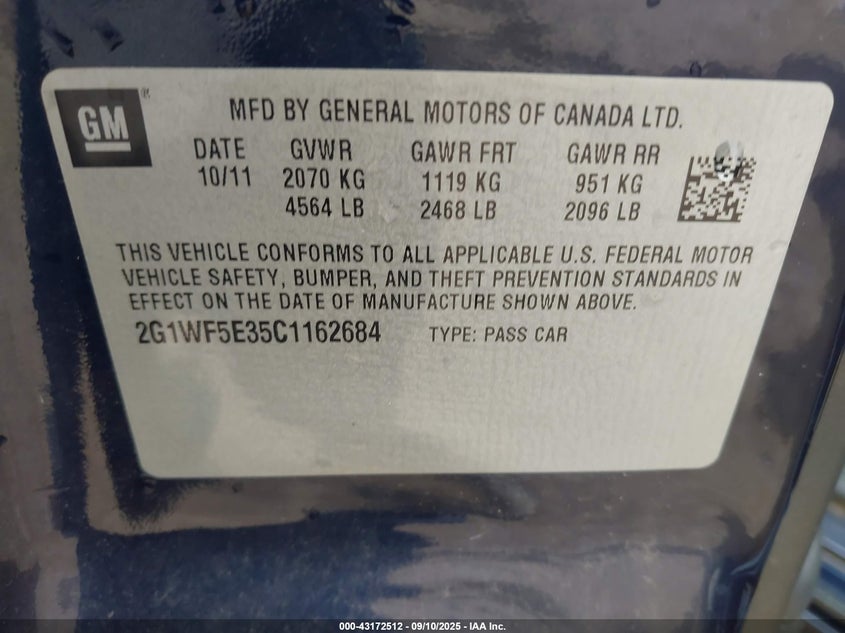 GM ®
MFD BY GENERAL MOTORS OF CANADA LTD.
DATE GVWR GAWR FRT GAWR RR
10/11 2070 KG 1119 KG 951 KG
4564 LB 2468 LB 2096 LB
THIS VEHICLE CONFORMS TO ALL APPLICABLE U.S. FEDERAL MOTOR
VEHICLE SAFETY, BUMPER, AND THEFT PREVENTION STANDARDS IN
EFFECT ON THE DATE OF MANUFACTURE SHOWN ABOVE.
2G1WF5E35C1162684 TYPE: PASS CAR
000-43172512 - 09/10/2025 - IAA Inc.